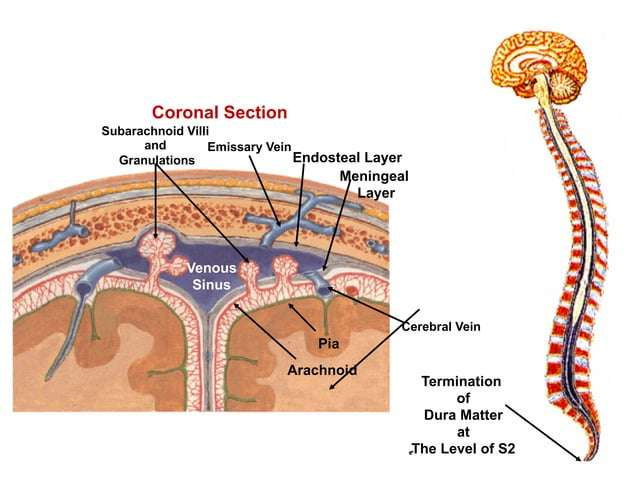 Coronal Section
Subarachnoid Villi
and
Granulations
Emissary Vein
Endosteal Layer
Meningeal
Layer
Venous
Sinus
Cerebral Vein
Pia
Arachnoid
Termination
of
Dura Matter
at
The Level of S2